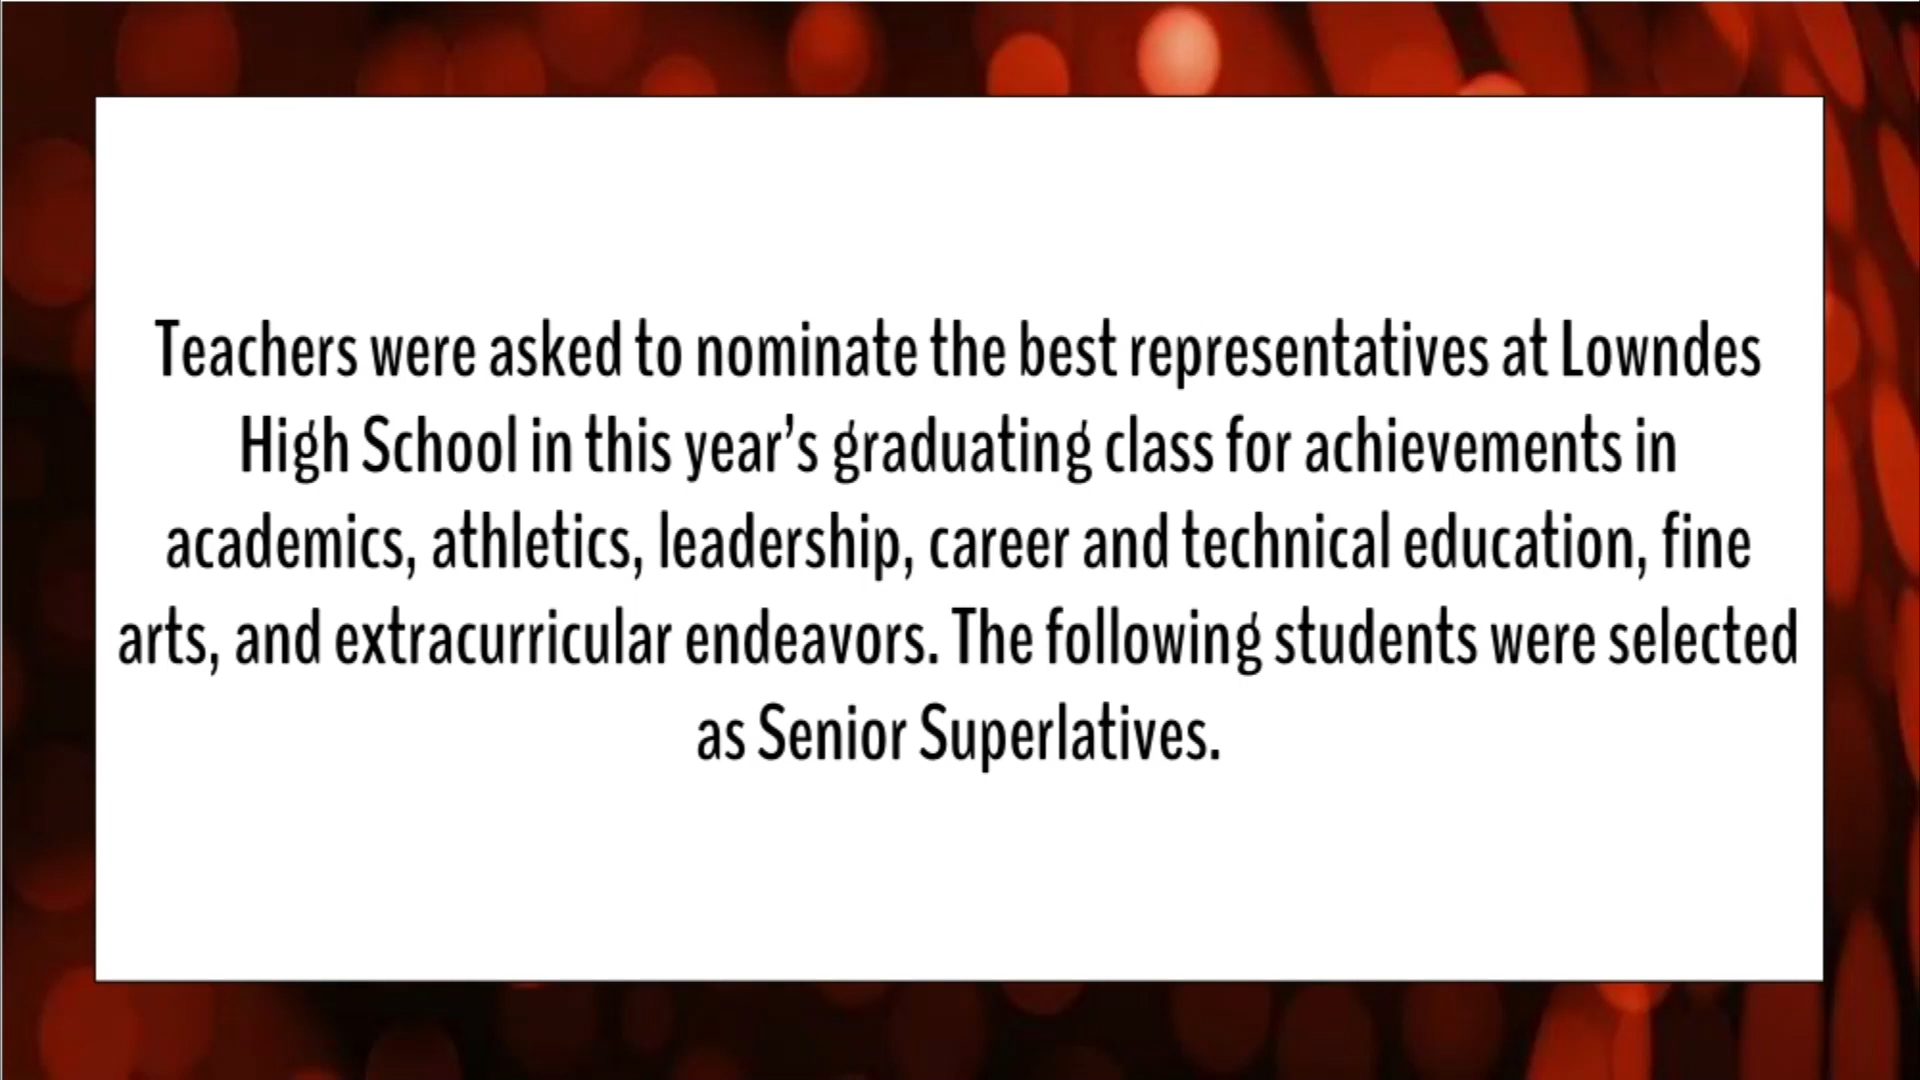 Teachers were asked to nominate the best representatives at Lowndes
High School in this year’s graduating class for achievements in
academics, athletics, leadership, career and technical education, fine
arts, and extracurricular endeavors. The following students were selected
as Senior Superlatives.